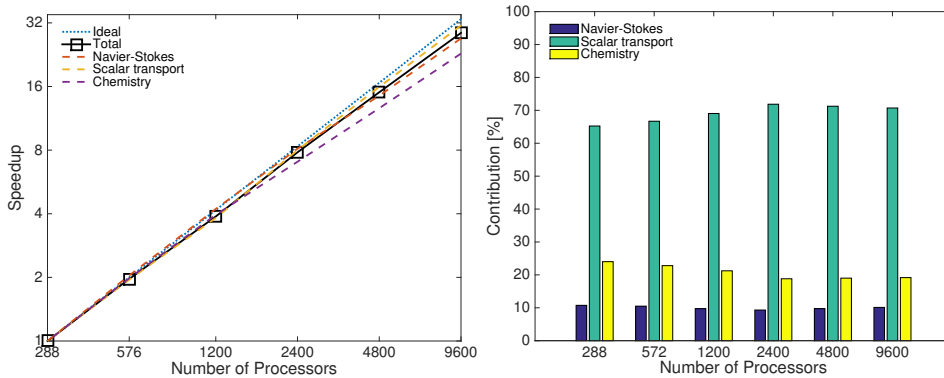 32
16
8
4
2
1
Speedup
Ideal
Total
Navier-Stokes
Scalar transport
Chemistry
288 576 1200 2400 4800 9600
Number of Processors
100
90
80
70
60
50
40
30
20
10
0
Contribution [%]
Navier-Stokes
Scalar transport
Chemistry
288 572 1200 2400 4800 9600
Number of Processors